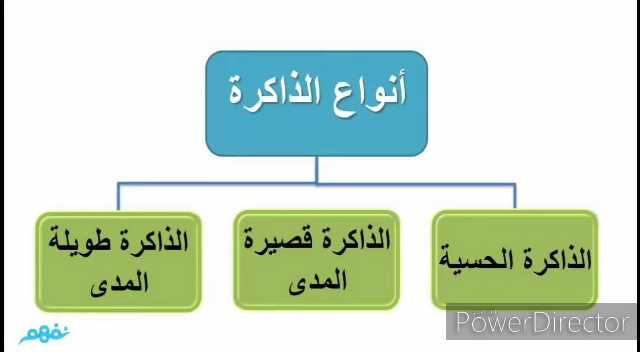 أنواع الذاكرة
الذاكرة الحسية
الذاكرة قصيرة
المدى
الذاكرة طويلة
المدى
نفهم
PowerDirector